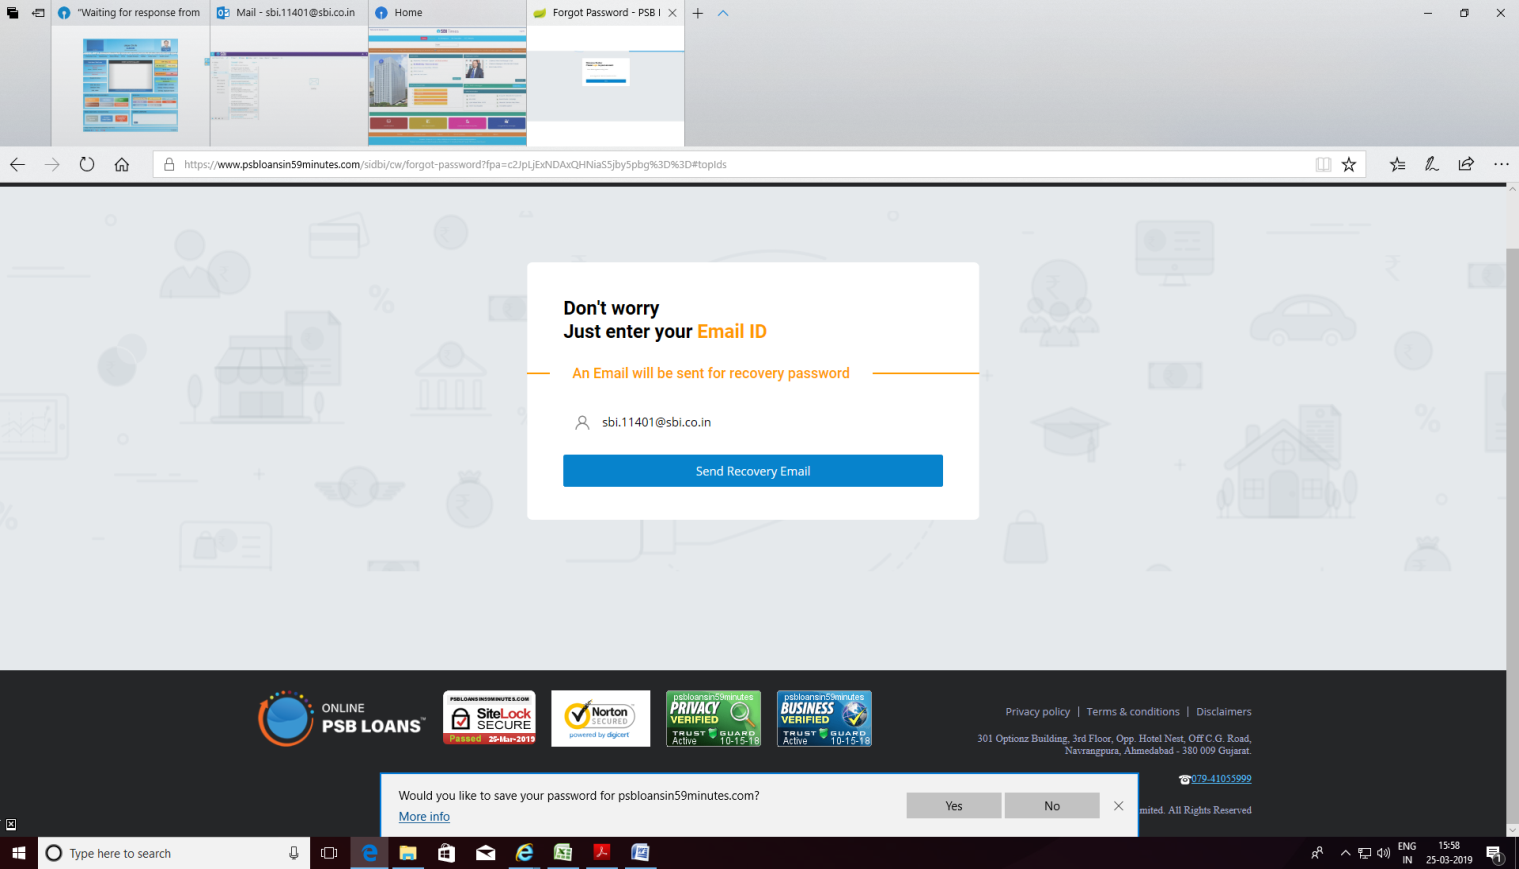 "Waiting for response from
Mail - sbi.11401@sbi.co.in
Home
Forgot Password - PSB l
https://www.psbloansin59minutes.com/sidbi/cw/forgot-password?fpa=c2JpLjExNDAxQHNiaS5jby5pbg%3D%3D#topIds
Don't worry
Just enter your Email ID
An Email will be sent for recovery password
sbi.11401@sbi.co.in
Send Recovery Email
ONLINE
PSB LOANS™
PSBLOANSIN59MINUTES.COM
SiteLock
SECURE
Passed 25-Mar-2019
Norton
SECURED
powered by digicert
psbloansin59minutes
PRIVACY
VERIFIED
TRUST GUARD
Active 10-15-18
psbloansin59minutes
BUSINESS
VERIFIED
TRUST GUARD
Active 10-15-18
Privacy policy | Terms & conditions | Disclaimers
301 Optionz Building, 3rd Floor, Opp. Hotel Nest, Off C.G. Road,
Navrangpura, Ahmedabad - 380 009 Gujarat.
079-41055999
mited. All Rights Reserved
Would you like to save your password for psbloansin59minutes.com?
More info
Yes
No
Type here to search
ENG
IN
15:58
25-03-2019
1